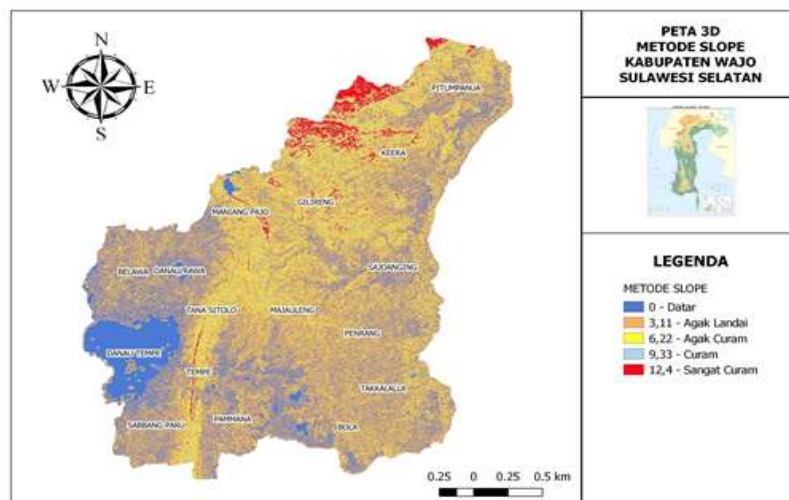 N
W E
S
PITUMPANUA
KEERA
GILIRENG
MANIANG PAJO
SAJOANGING
BELAWA
DANAU RAWA
TANA SITOLO
MAJAULENG
PENRANG
DANAU TEMPE
TEMPE
TAKKALALLA
SABBANG PARU
PAMMANA
BOLA
0.25 0 0.25 0.5 km
PETA 3D
METODE SLOPE
KABUPATEN WAJO
SULAWESI SELATAN
LEGENDA
METODE SLOPE
0 - Datar
3,11 - Agak Landai
6,22 - Agak Curam
9,33 - Curam
12,4 - Sangat Curam